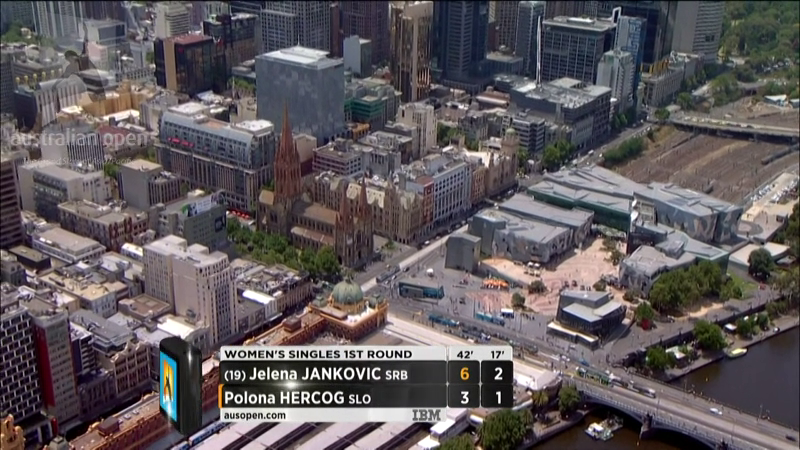 australian open
WOMEN'S SINGLES 1ST ROUND 42' 17'
(19) Jelena JANKOVIC SRB 6 2
Polona HERCOG SLO 3 1
ausopen.com IBM